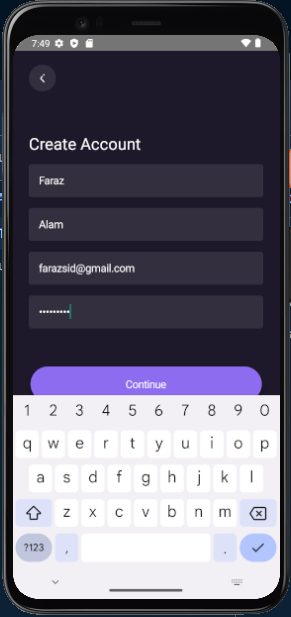 7:49
Create Account
Faraz
Alam
farazsid@gmail.com
•••••••••
Continue
1 2 3 4 5 6 7 8 9 0
q w e r t y u i o p
a s d f g h j k l
z x c v b n m
?123 , .